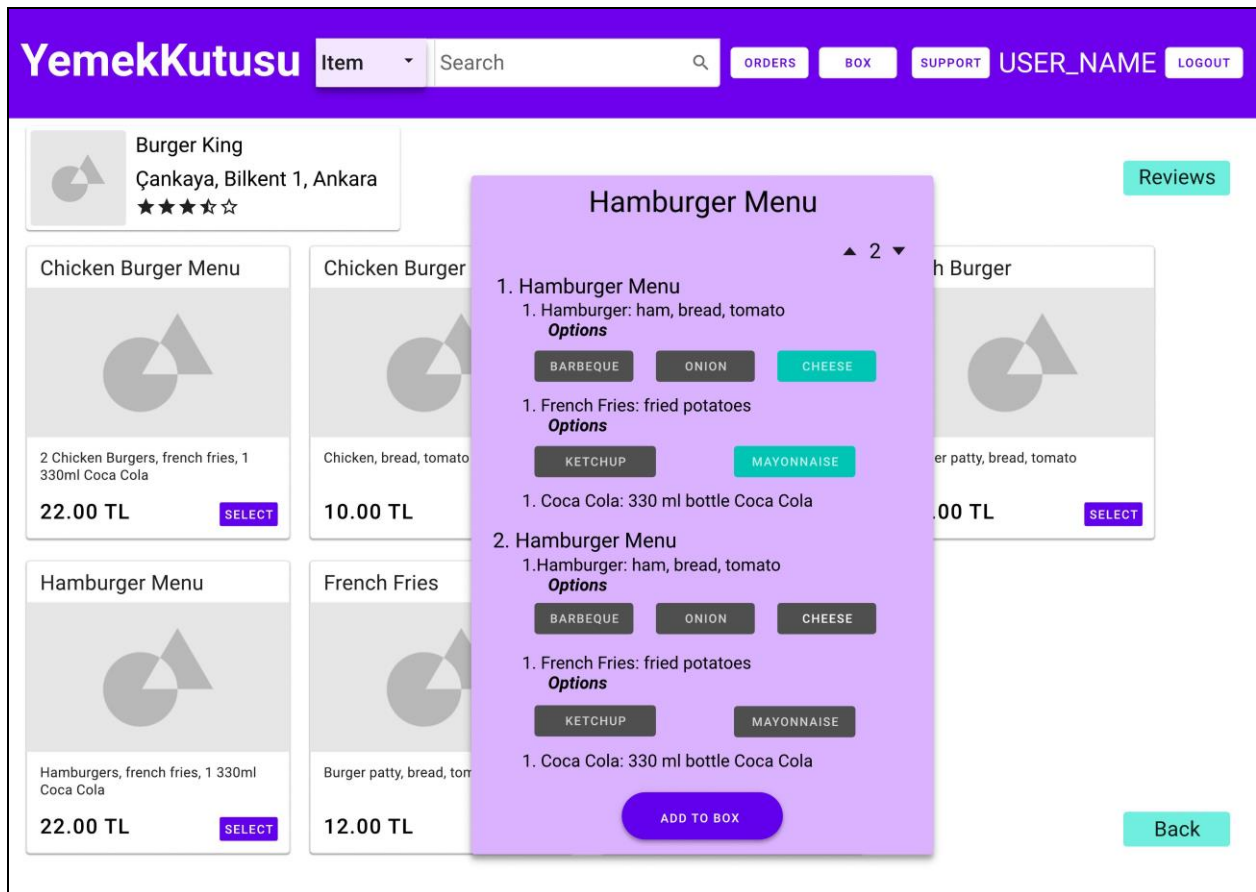 YemekKutusu
Item
Search
ORDERS
BOX
SUPPORT
USER_NAME
LOGOUT
Burger King
Çankaya, Bilkent 1, Ankara
Reviews
Chicken Burger Menu
2 Chicken Burgers, french fries, 1
330ml Coca Cola
22.00 TL
SELECT
Chicken Burger
Chicken, bread, tomato
10.00 TL
Burger
patty, bread, tomato
00 TL
SELECT
Hamburger Menu
Hamburgers, french fries, 1 330ml
Coca Cola
22.00 TL
SELECT
French Fries
Burger patty, bread,
12.00 TL
Hamburger Menu
2
1. Hamburger Menu
1. Hamburger: ham, bread, tomato
Options
BARBEQUE
ONION
CHEESE
1. French Fries: fried potatoes
Options
KETCHUP
MAYONNAISE
1. Coca Cola: 330 ml bottle Coca Cola
2. Hamburger Menu
1.Hamburger: ham, bread, tomato
Options
BARBEQUE
ONION
CHEESE
1. French Fries: fried potatoes
Options
KETCHUP
MAYONNAISE
1. Coca Cola: 330 ml bottle Coca Cola
ADD TO BOX
Back